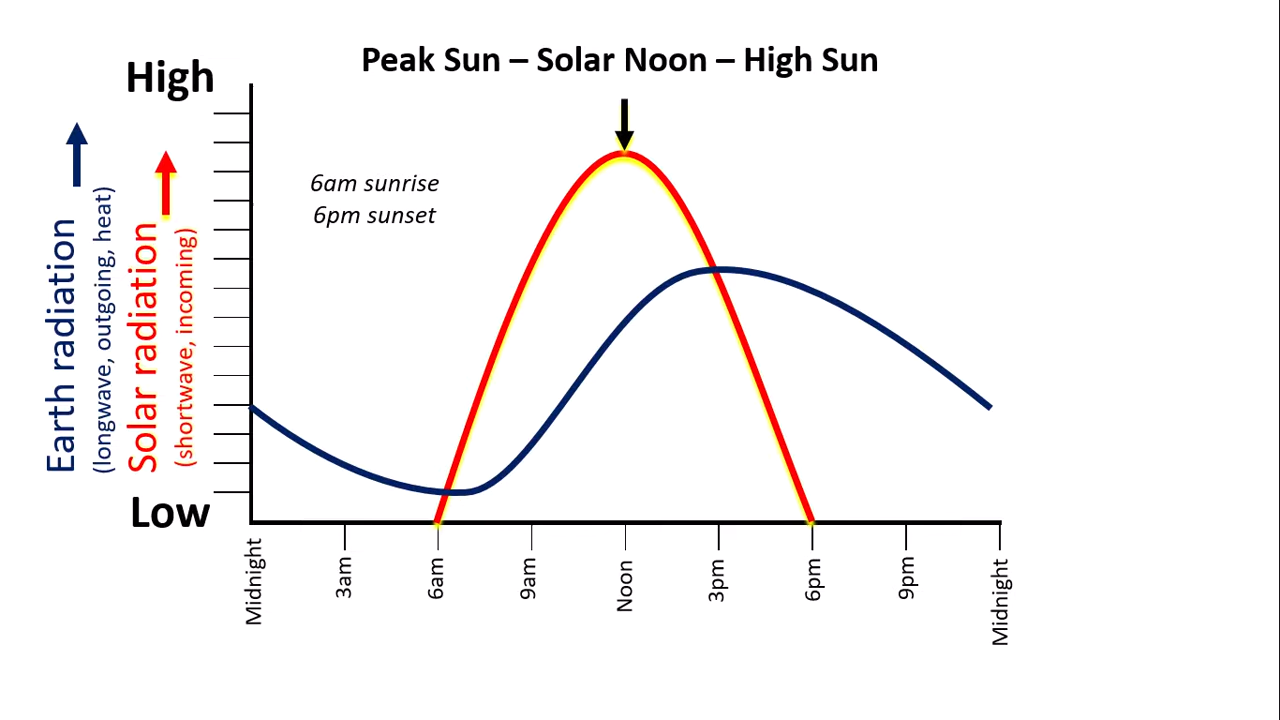 Peak Sun – Solar Noon – High Sun
High
6am sunrise
6pm sunset
Earth radiation
(longwave, outgoing, heat)
Solar radiation
(shortwave, incoming)
Low
Midnight
3am
6am
9am
Noon
3pm
6pm
9pm
Midnight